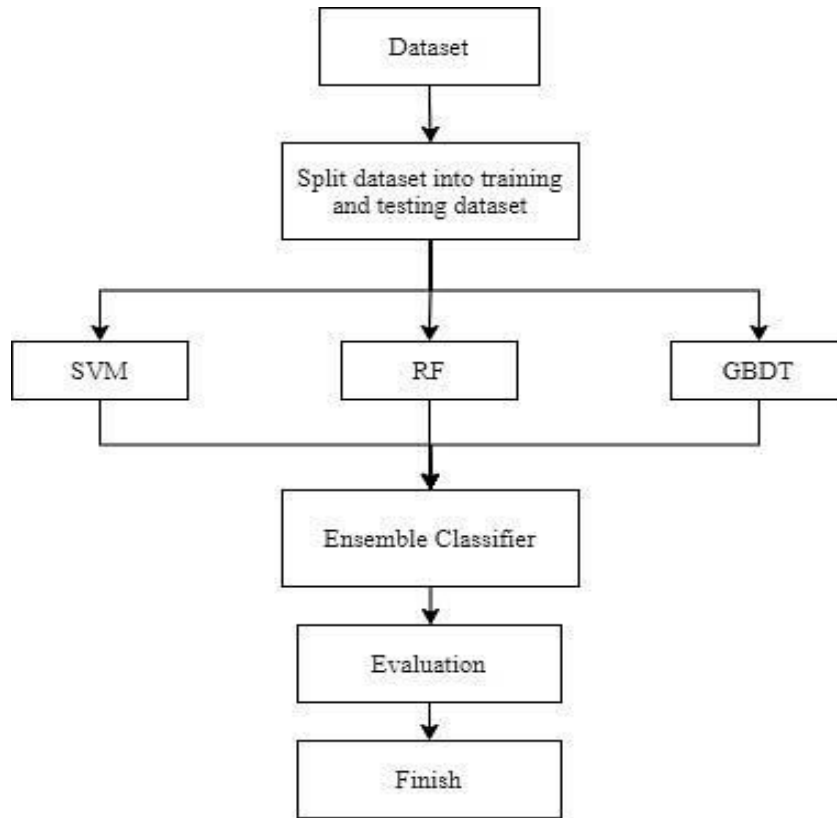 Dataset
Split dataset into training
and testing dataset
SVM
RF
GBDT
Ensemble Classifier
Evaluation
Finish